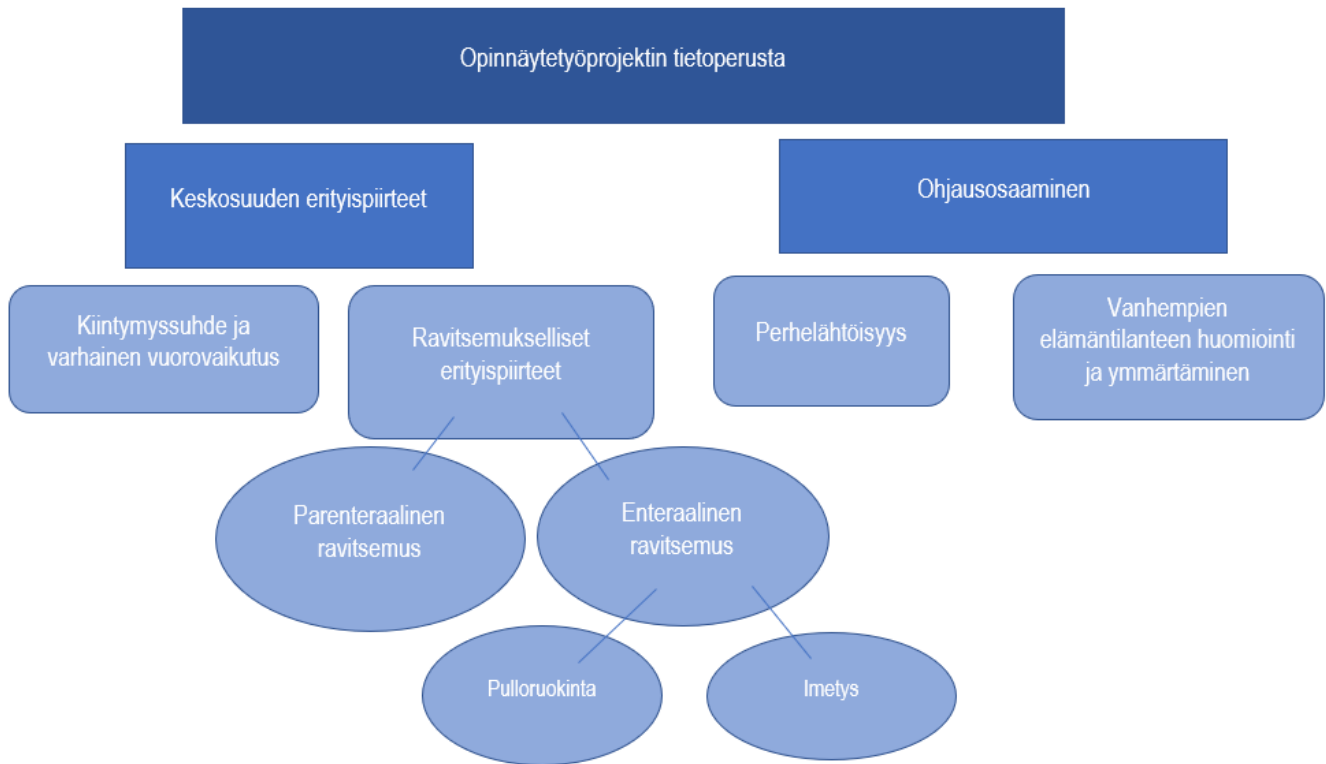 Opinnäytetyöprojektin tietoperusta
Keskosuuden erityispiirteet
Ohjausosaaminen
Kiintymyssuhde ja
varhainen vuorovaikutus
Ravitsemukselliset
erityispiirteet
Perhelähtöisyys
Vanhempien
elämäntilanteen huomiointi
ja ymmärtäminen
Parenteraalinen
ravitsemus
Enteraalinen
ravitsemus
Pulloruokinta
Imetys